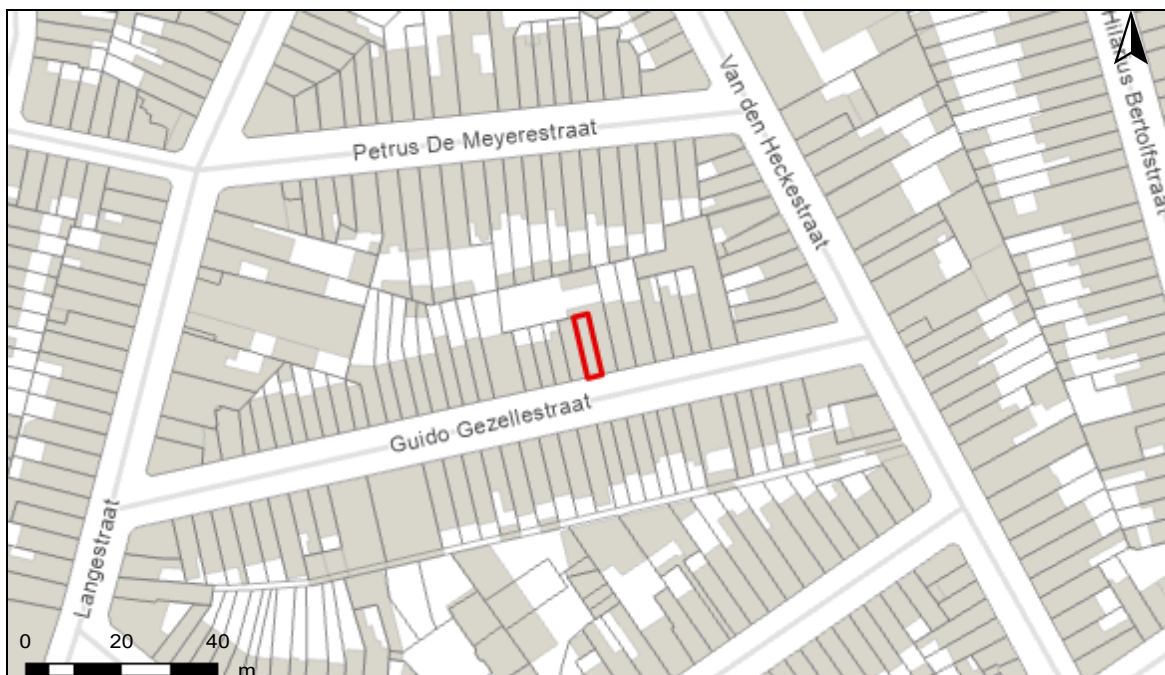 Hilarius Bertolfstraat
Van den Heckestraat
Petrus De Meyerestraat
Guido Gezellestraat
Langestraat
0 20 40
m